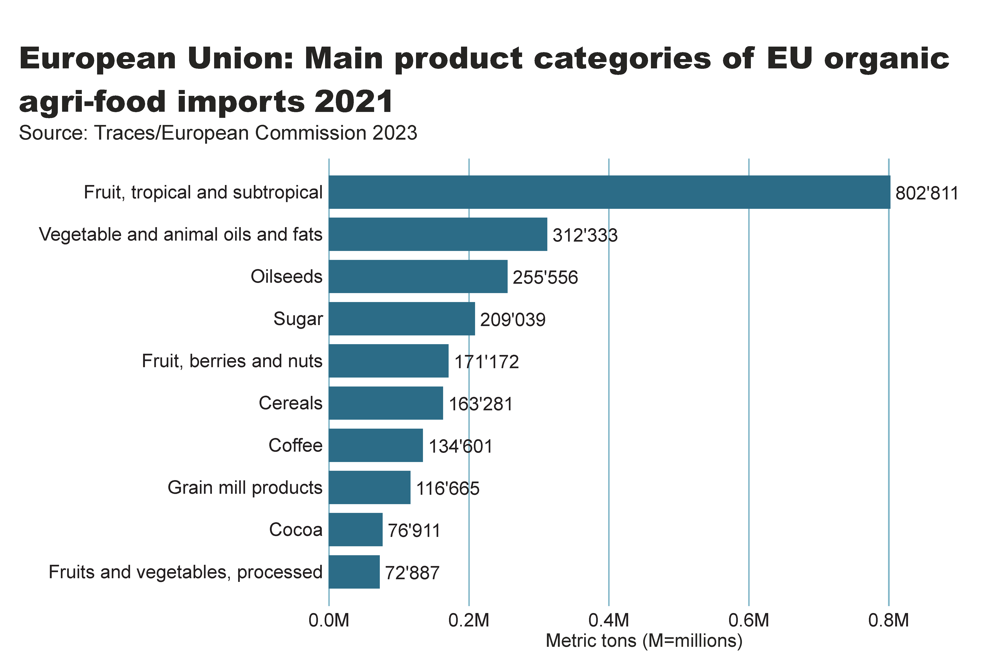 European Union: Main product categories of EU organic
agri-food imports 2021
Source: Traces/European Commission 2023
Fruit, tropical and subtropical 802'811
Vegetable and animal oils and fats 312'333
Oilseeds 255'556
Sugar 209'039
Fruit, berries and nuts 171'172
Cereals 163'281
Coffee 134'601
Grain mill products 116'665
Cocoa 76'911
Fruits and vegetables, processed 72'887
0.0M 0.2M 0.4M 0.6M 0.8M
Metric tons (M=millions)